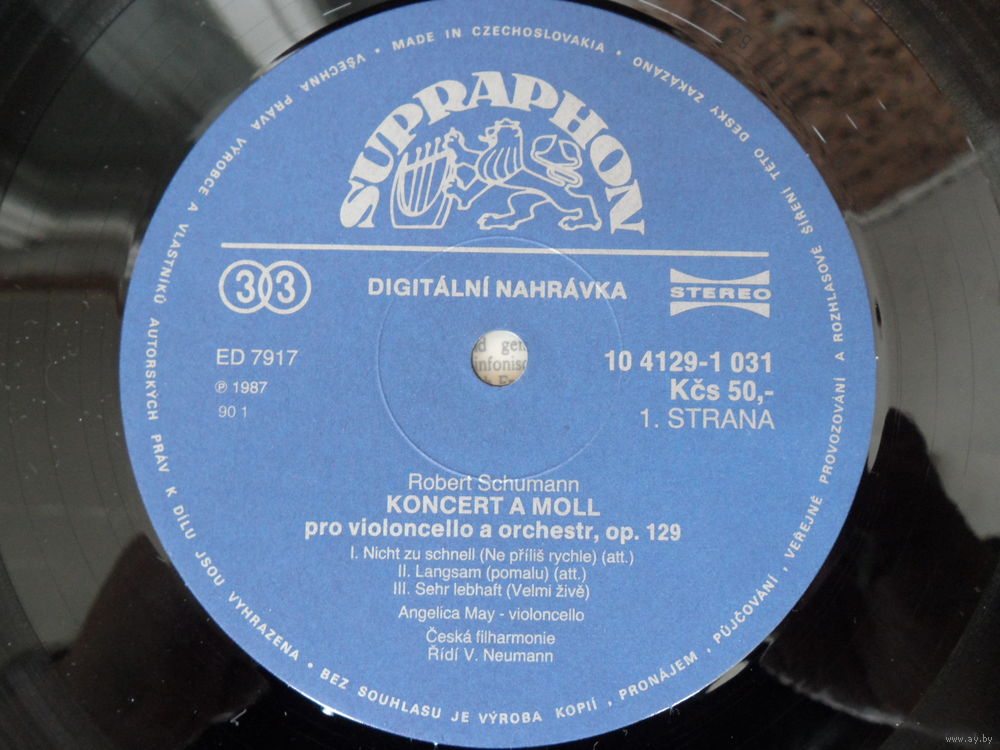 VŠECHNA PRÁVA VÝROBCE A VLASTNÍKŮ AUTORSKÝCH PRÁV K DÍLU JSOU VYHRAZENA • BEZ SOUHLASU JE VÝROBA KOPIÍ , PRONÁJEM , PŮJČOVÁNÍ , VEŘEJNÉ PROVOZOVÁNÍ A ROZHLASOVÉ ŠÍŘENÍ TÉTO DESKY ZAKÁZÁNO •
MADE IN CZECHOSLOVAKIA •
SUPRAPHON
33
DIGITÁLNÍ NAHRÁVKA
STEREO
ED 7917
℗ 1987
90 1
10 4129-1 031
Kčs 50,-
1. STRANA
Robert Schumann
KONCERT A MOLL
pro violoncello a orchestr, op. 129
I. Nicht zu schnell (Ne příliš rychle) (att.)
II. Langsam (pomalu) (att.)
III. Sehr lebhaft (Velmi živě)
Angelica May - violoncello
Česká filharmonie
Řídí V. Neumann
www.ay.by